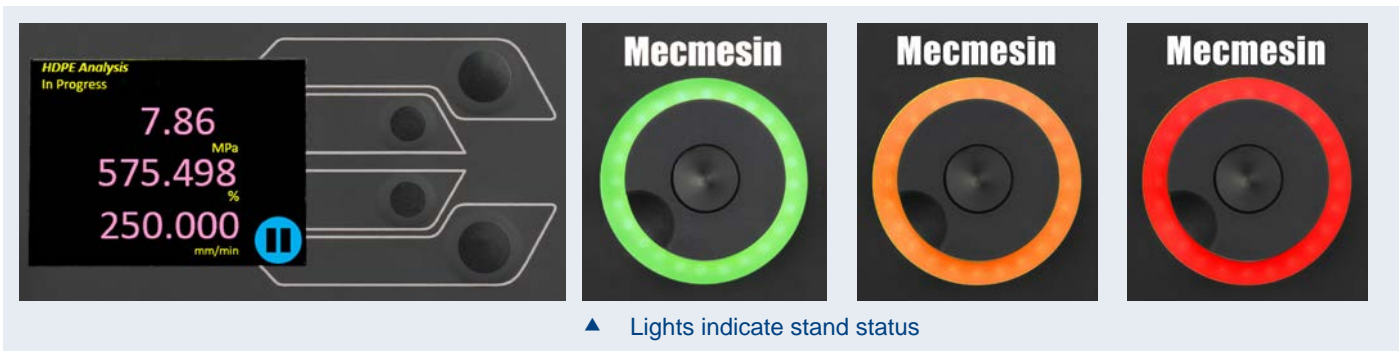 HDPE Analysis
In Progress
7.86
MPa
575.498
%
250.000
mm/min
Mecmesin
Mecmesin
Mecmesin
▲ Lights indicate stand status